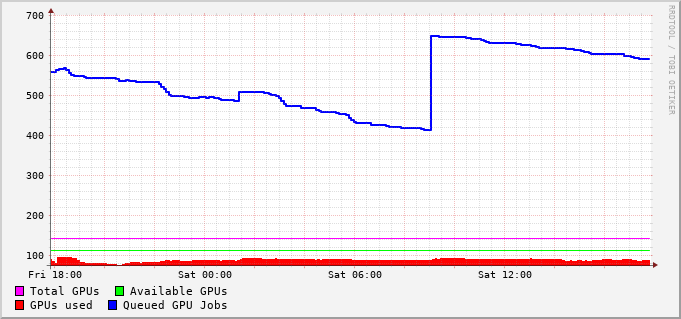 700
600
500
400
300
200
100
Fri 18:00 Sat 00:00 Sat 06:00 Sat 12:00
Total GPUs Available GPUs
GPUs used Queued GPU Jobs
RRDTOOL / TOBI OETIKER